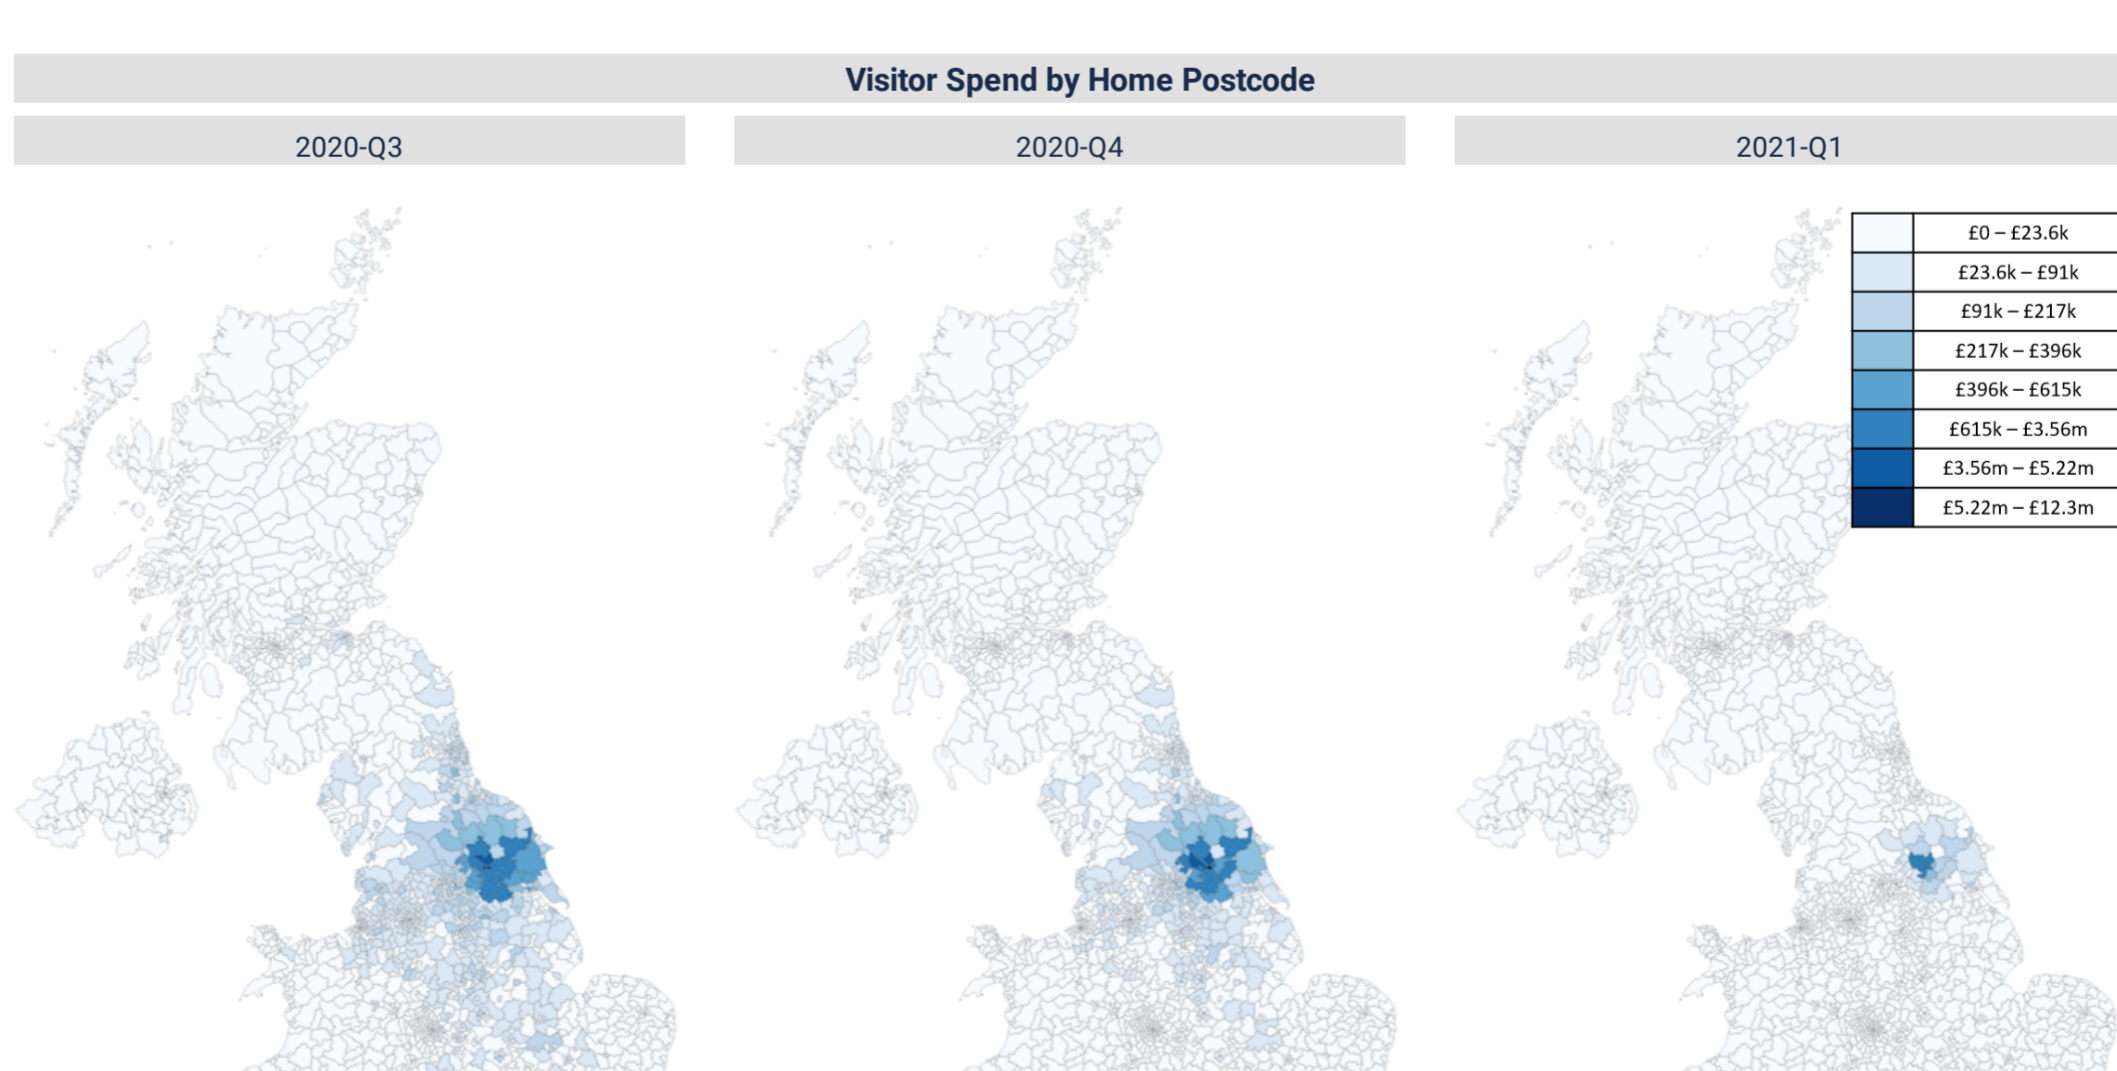 Visitor Spend by Home Postcode
2020-Q3
2020-Q4
2021-Q1
£0 – £23.6k
£23.6k – £91k
£91k – £217k
£217k – £396k
£396k – £615k
£615k – £3.56m
£3.56m – £5.22m
£5.22m – £12.3m